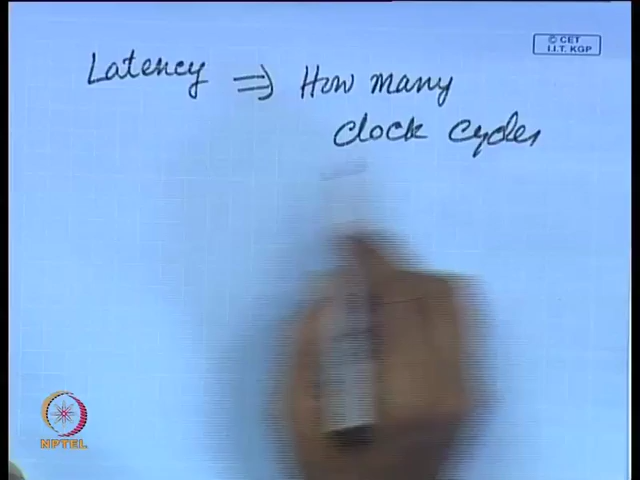 © CET
I.I.T. KGP
Latency ⇒ How many
clock cycles
NPTEL